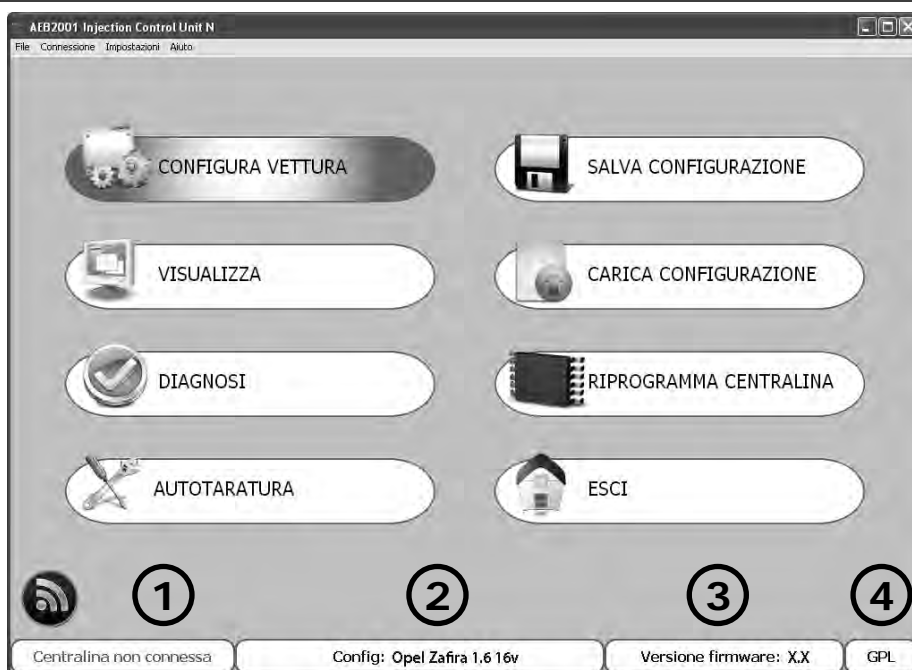 AEB2001 Injection Control Unit N
File Connessione Impostazioni Aiuto
CONFIGURA VETTURA
SALVA CONFIGURAZIONE
VISUALIZZA
CARICA CONFIGURAZIONE
DIAGNOSI
RIPROGRAMMA CENTRALINA
AUTOTARATURA
ESCI
1 2 3 4
Centralina non connessa Config: Opel Zafira 1.6 16v Versione firmware: X.X GPL